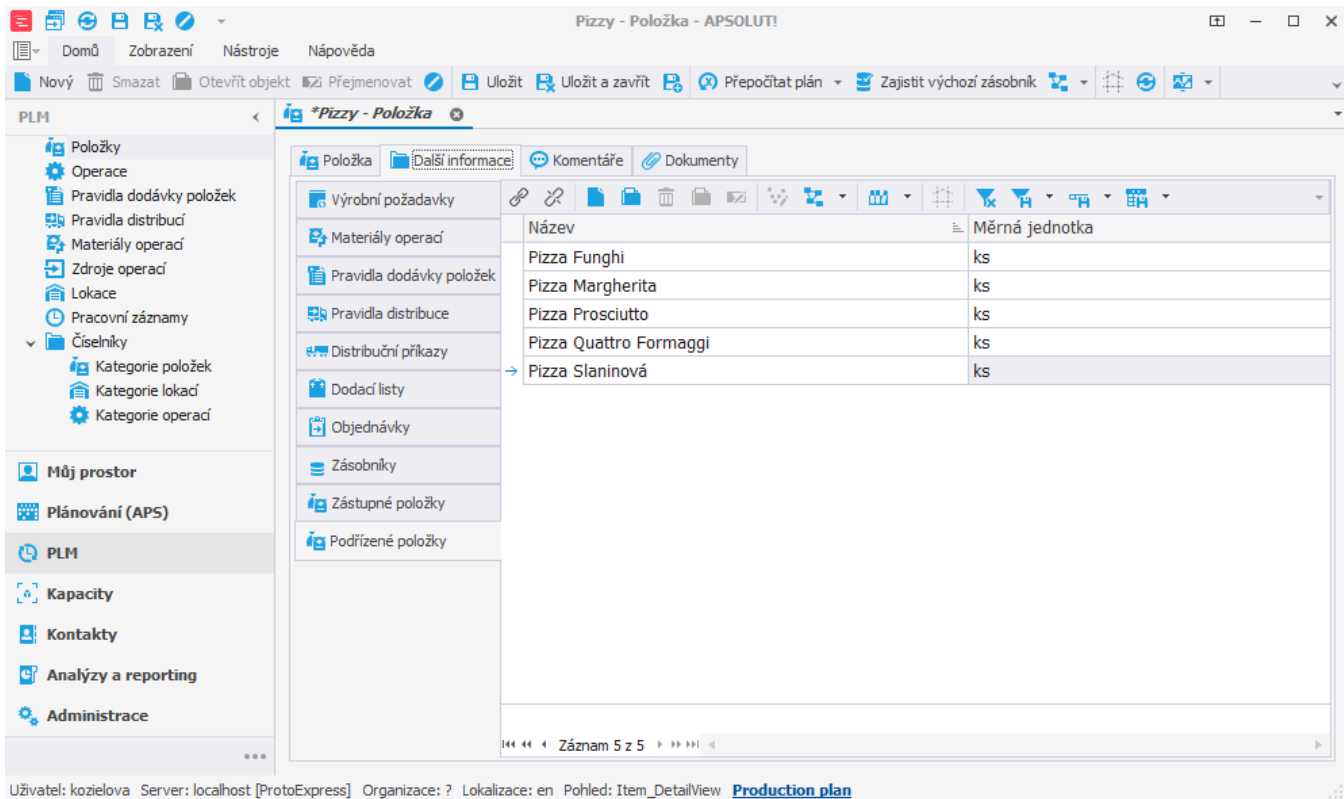 Pizzy - Položka - APSOLUT!
Domů Zobrazení Nástroje Nápověda
Nový Smazat Otevřít objekt Přejmenovat Uložit Uložit a zavřít Přepočítat plán Zajistit výchozí zásobník
PLM
*Pizzy - Položka
Položky
Operace
Pravidla dodávky položek
Pravidla distribucí
Materiály operací
Zdroje operací
Lokace
Pracovní záznamy
Číselníky
Kategorie položek
Kategorie lokací
Kategorie operací
Můj prostor
Plánování (APS)
PLM
Kapacity
Kontakty
Analýzy a reporting
Administrace
Položka Další informace Komentáře Dokumenty
Výrobní požadavky
Materiály operací
Pravidla dodávky položek
Pravidla distribuce
Distribuční příkazy
Dodací listy
Objednávky
Zásobníky
Zástupné položky
Podřízené položky
Název Měrná jednotka
Pizza Funghi ks
Pizza Margherita ks
Pizza Prosciutto ks
Pizza Quattro Formaggi ks
Pizza Slaninová ks
Záznam 5 z 5
Uživatel: kozielova Server: localhost [ProtoExpress] Organizace: ? Lokalizace: en Pohled: Item_DetailView Production plan